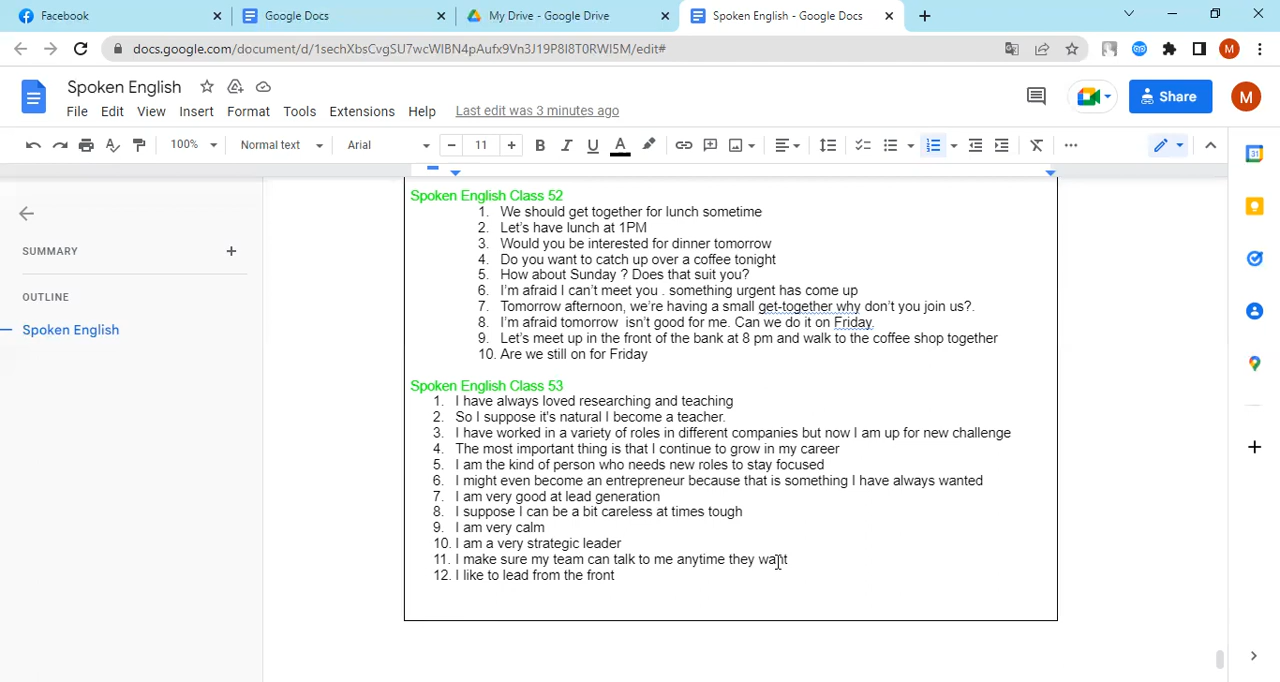 Facebook
Google Docs
My Drive - Google Drive
Spoken English - Google Docs
docs.google.com/document/d/1sechXbsCvgSU7wcWIBN4pAufx9Vn3J19P8I8T0RWI5M/edit#
M
Spoken English
File Edit View Insert Format Tools Extensions Help Last edit was 3 minutes ago
Share
M
100% Normal text Arial 11
31
SUMMARY
OUTLINE
Spoken English
Spoken English Class 52
1. We should get together for lunch sometime
2. Let's have lunch at 1PM
3. Would you be interested for dinner tomorrow
4. Do you want to catch up over a coffee tonight
5. How about Sunday ? Does that suit you?
6. I'm afraid I can't meet you . something urgent has come up
7. Tomorrow afternoon, we're having a small get-together why don't you join us?.
8. I'm afraid tomorrow isn't good for me. Can we do it on Friday.
9. Let's meet up in the front of the bank at 8 pm and walk to the coffee shop together
10. Are we still on for Friday
Spoken English Class 53
1. I have always loved researching and teaching
2. So I suppose it's natural I become a teacher.
3. I have worked in a variety of roles in different companies but now I am up for new challenge
4. The most important thing is that I continue to grow in my career
5. I am the kind of person who needs new roles to stay focused
6. I might even become an entrepreneur because that is something I have always wanted
7. I am very good at lead generation
8. I suppose I can be a bit careless at times tough
9. I am very calm
10. I am a very strategic leader
11. I make sure my team can talk to me anytime they want
12. I like to lead from the front